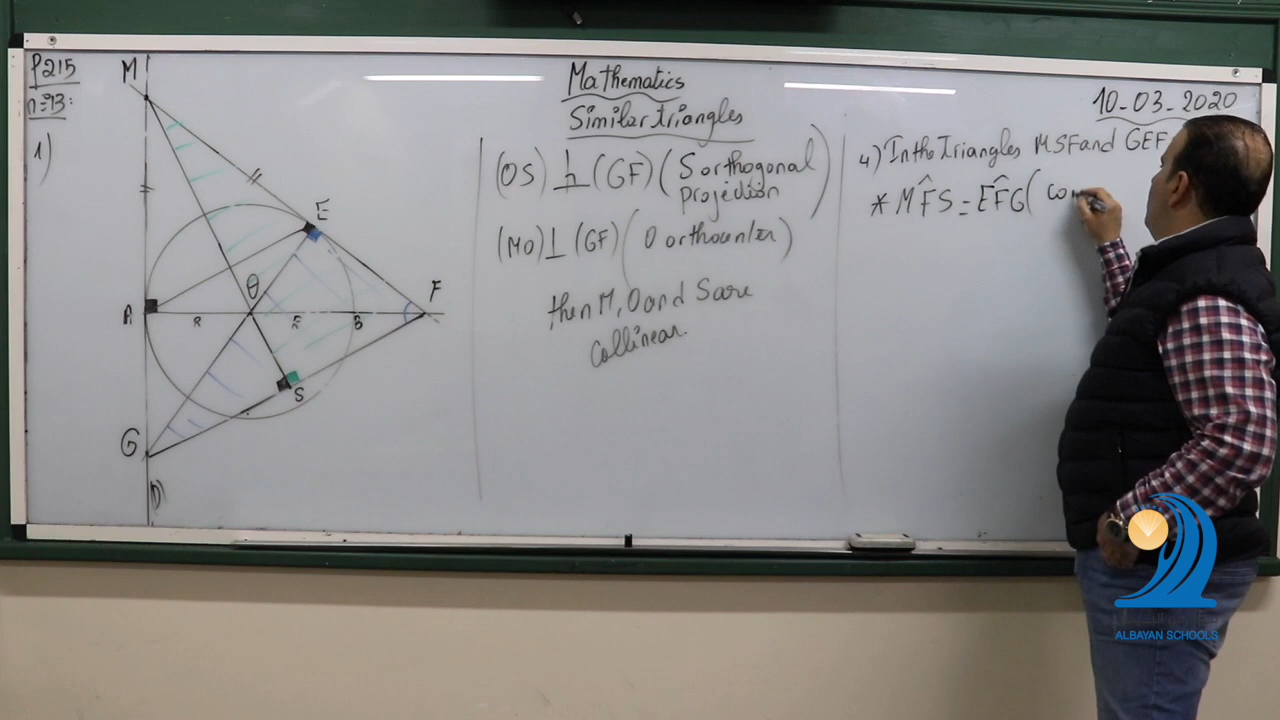 P215
n=13:
1)
M
E
O
F
A
R
R
B
S
G
D
Mathematics
Similar triangles
(OS) ⊥ (GF) (S orthogonal
projection)
(MO) ⊥ (GF) (O orthocenter)
then M, O and S are
collinear.
10-03-2020
4) In the Triangles MSF and GEF
* MF̂S = EF̂G (com
ALBAYAN SCHOOLS